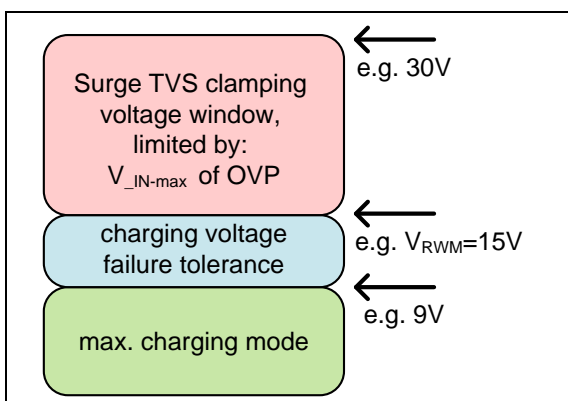 e.g. 30V
Surge TVS clamping
voltage window,
limited by:
V_IN-max of OVP
e.g. VRWM=15V
charging voltage
failure tolerance
e.g. 9V
max. charging mode